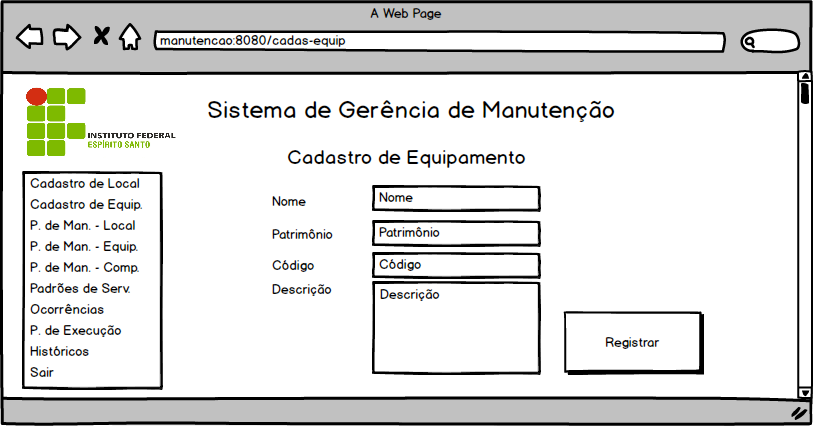 A Web Page
manutencao:8080/cadas-equip
INSTITUTO FEDERAL
ESPÍRITO SANTO
Sistema de Gerência de Manutenção
Cadastro de Equipamento
Cadastro de Local
Cadastro de Equip.
P. de Man. - Local
P. de Man. - Equip.
P. de Man. - Comp.
Padrões de Serv.
Ocorrências
P. de Execução
Históricos
Sair
Nome
Nome
Patrimônio
Patrimônio
Código
Código
Descrição
Descrição
Registrar